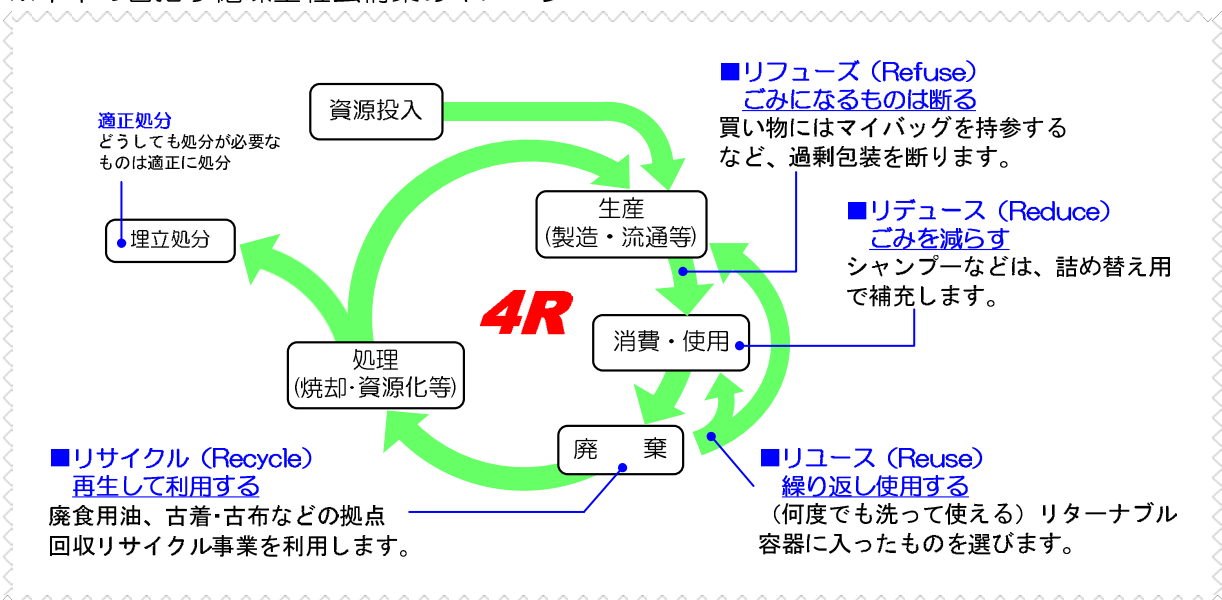 資源投入
適正処分
どうしても処分が必要な
ものは適正に処分
埋立処分
■リフューズ（Refuse）
ごみになるものは断る
買い物にはマイバッグを持参する
など、過剰包装を断ります。
生産
(製造・流通等)
■リデュース（Reduce）
ごみを減らす
シャンプーなどは、詰め替え用
で補充します。
4R
消費・使用
処理
(焼却・資源化等)
廃　棄
■リサイクル（Recycle）
再生して利用する
廃食用油、古着・古布などの拠点
回収リサイクル事業を利用します。
■リユース（Reuse）
繰り返し使用する
（何度でも洗って使える）リターナブル
容器に入ったものを選びます。